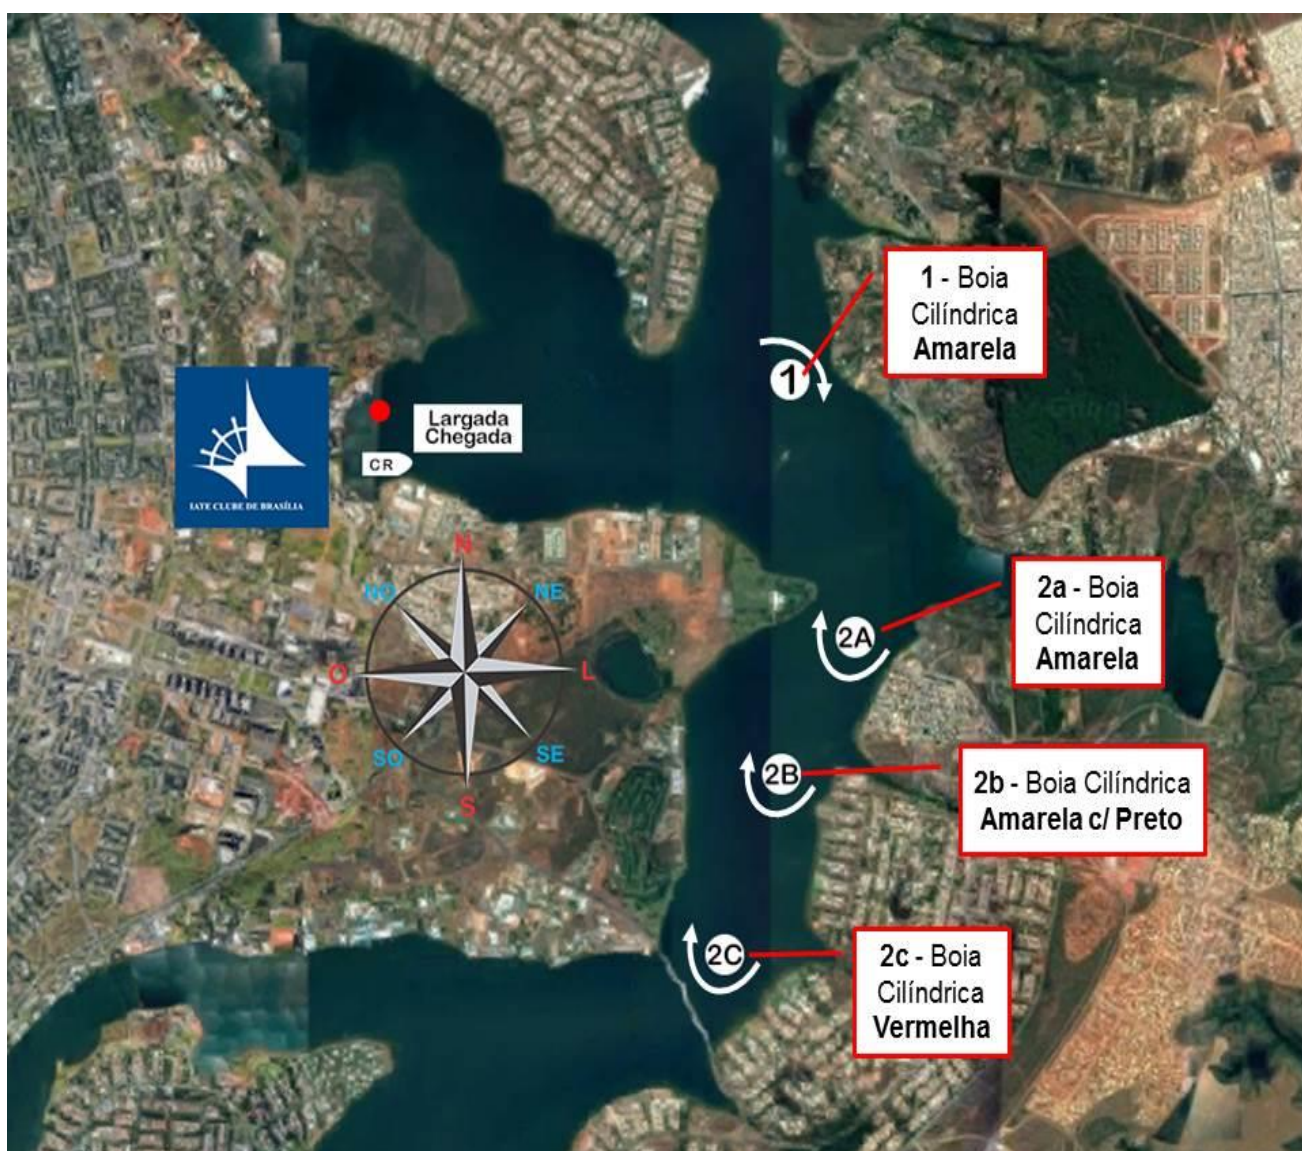 1 - Boia
Cilíndrica
Amarela
1
Largada
Chegada
CR
IATE CLUBE DE BRASÍLIA
N
NO
NE
O
L
SO
SE
S
2A
2a - Boia
Cilíndrica
Amarela
2B
2b - Boia Cilíndrica
Amarela c/ Preto
2C
2c - Boia
Cilíndrica
Vermelha